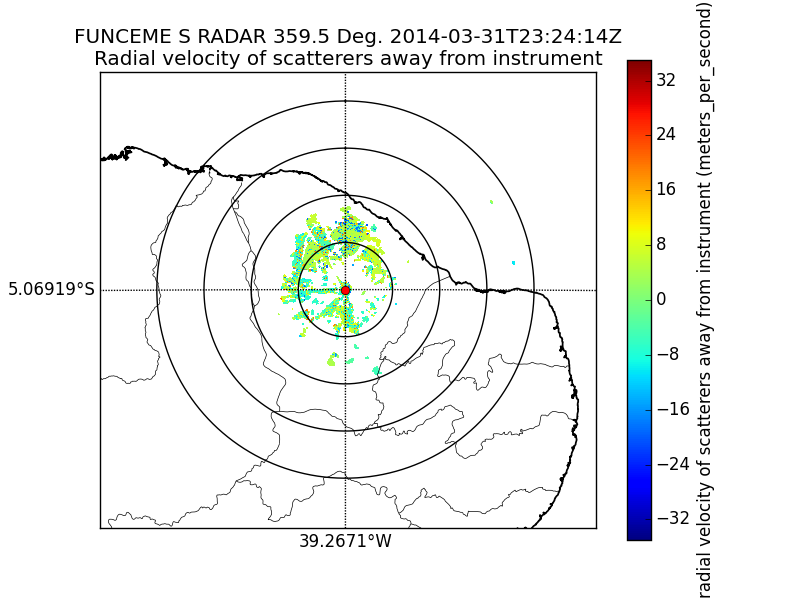 FUNCEME S RADAR 359.5 Deg. 2014-03-31T23:24:14Z
Radial velocity of scatterers away from instrument
5.06919°S
39.2671°W
32
24
16
8
0
−8
−16
−24
−32
radial velocity of scatterers away from instrument (meters_per_second)